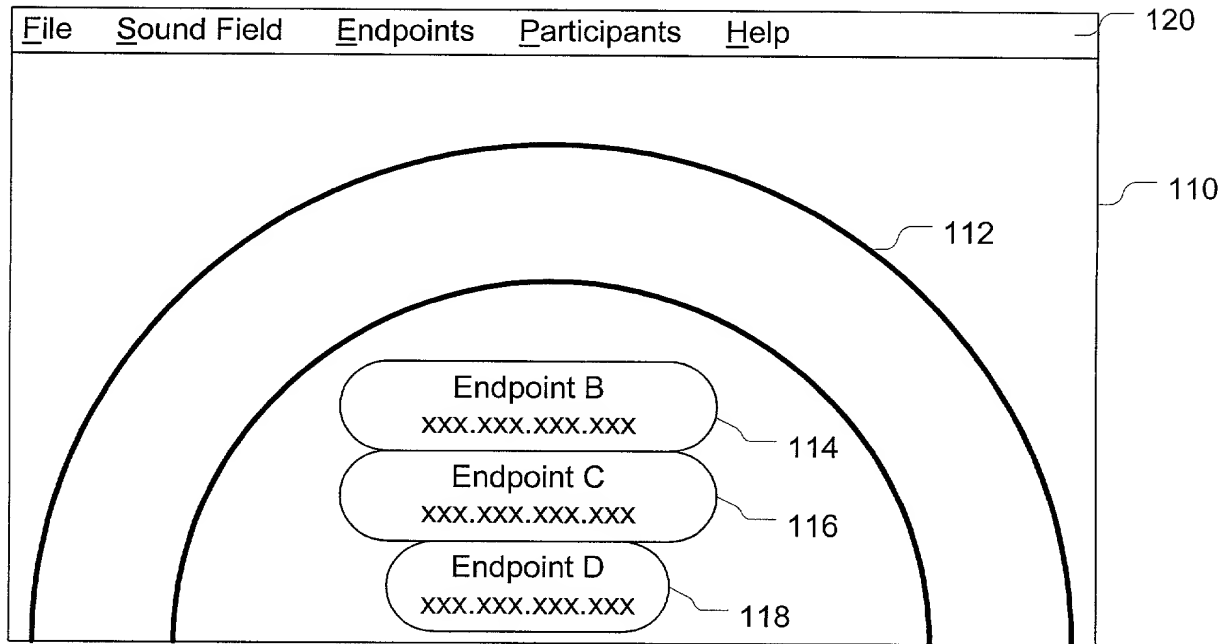 File Sound Field Endpoints Participants Help
120
110
112
Endpoint B
xxx.xxx.xxx.xxx
114
Endpoint C
xxx.xxx.xxx.xxx
116
Endpoint D
xxx.xxx.xxx.xxx
118